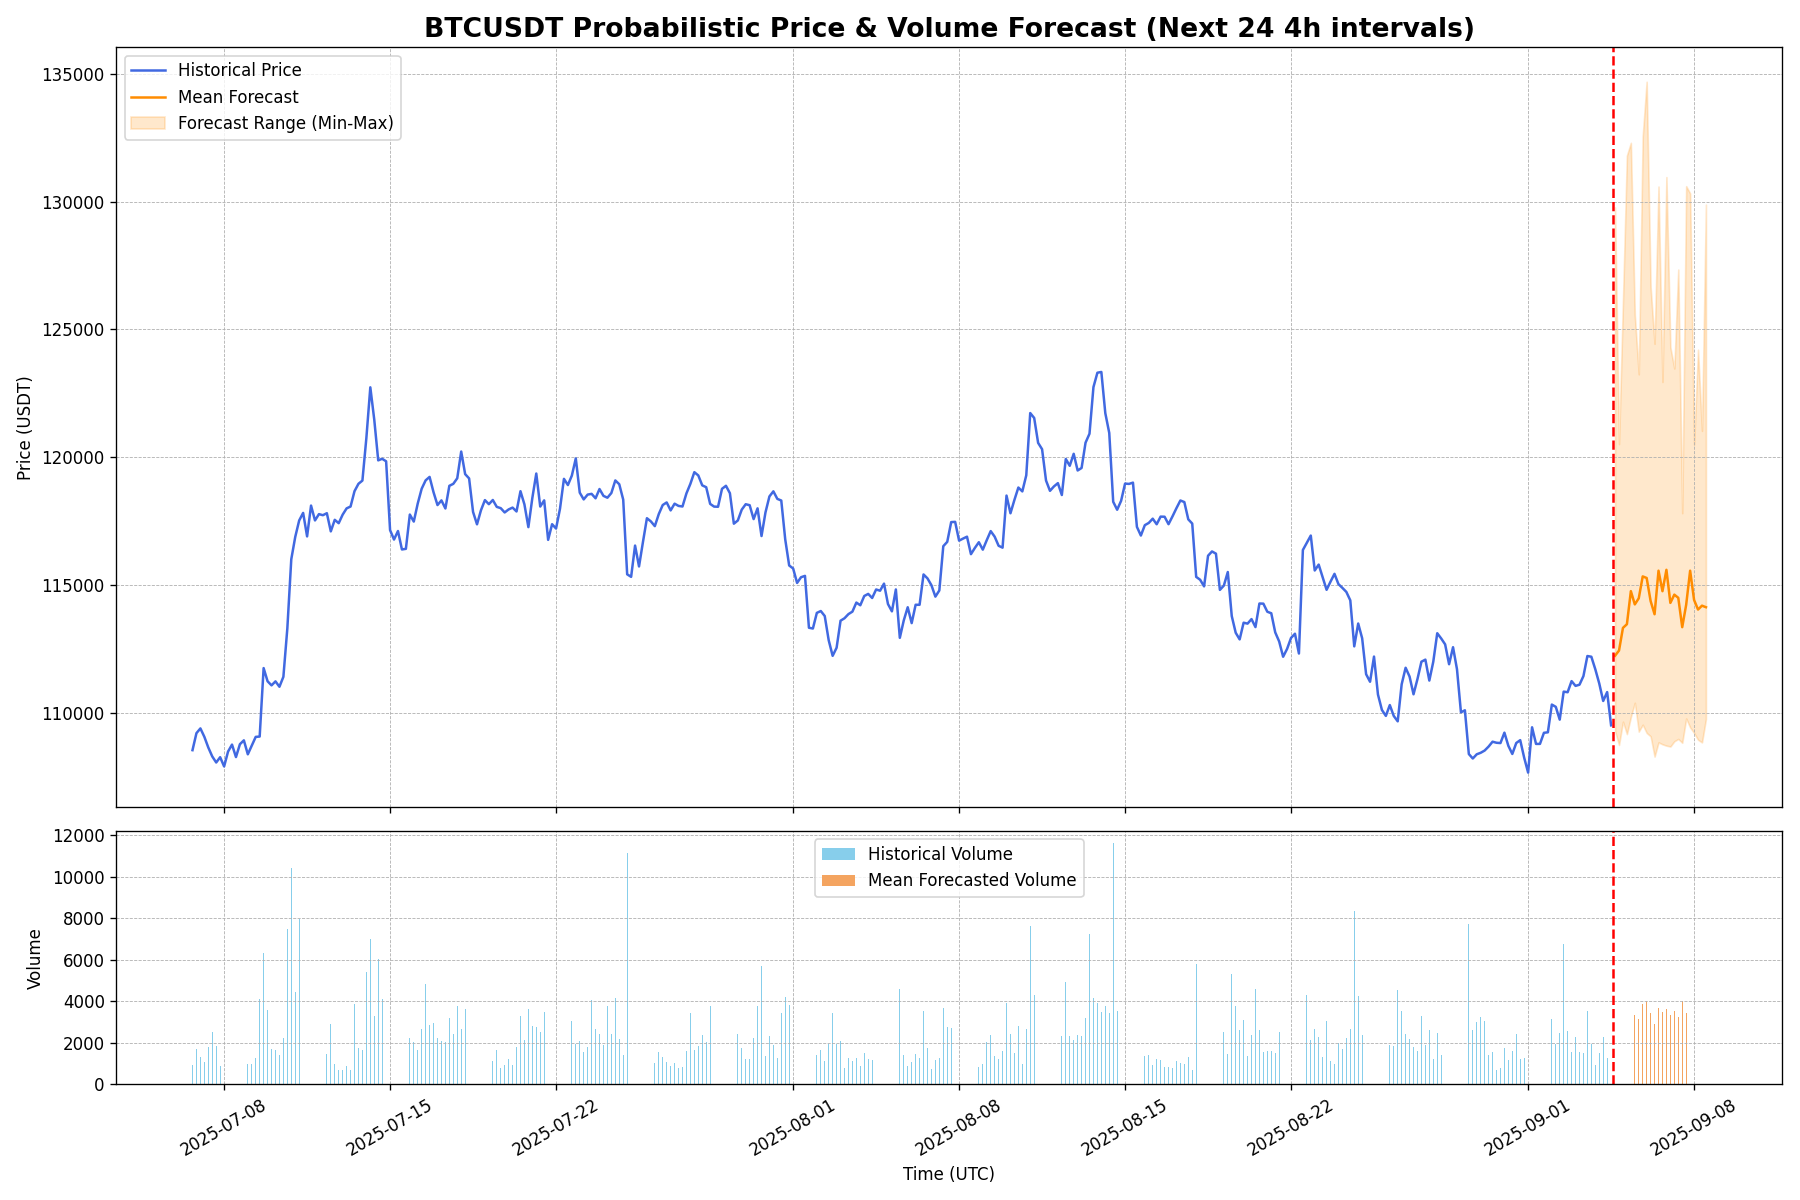 BTCUSDT Probabilistic Price & Volume Forecast (Next 24 4h intervals)
Historical Price
Mean Forecast
Forecast Range (Min-Max)
135000
130000
125000
120000
115000
110000
Price (USDT)
Historical Volume
Mean Forecasted Volume
12000
10000
8000
6000
4000
2000
0
Volume
2025-07-08
2025-07-15
2025-07-22
2025-08-01
2025-08-08
2025-08-15
2025-08-22
2025-09-01
2025-09-08
Time (UTC)